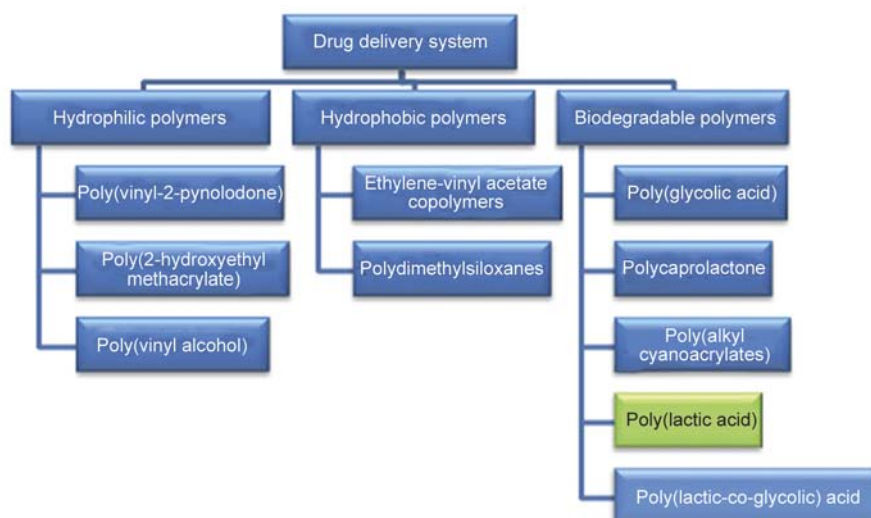 Drug delivery system
Hydrophilic polymers
Hydrophobic polymers
Biodegradable polymers
Poly(vinyl-2-pynolodone)
Poly(2-hydroxyethyl
methacrylate)
Poly(vinyl alcohol)
Ethylene-vinyl acetate
copolymers
Polydimethylsiloxanes
Poly(glycolic acid)
Polycaprolactone
Poly(alkyl
cyanoacrylates)
Poly(lactic acid)
Poly(lactic-co-glycolic) acid